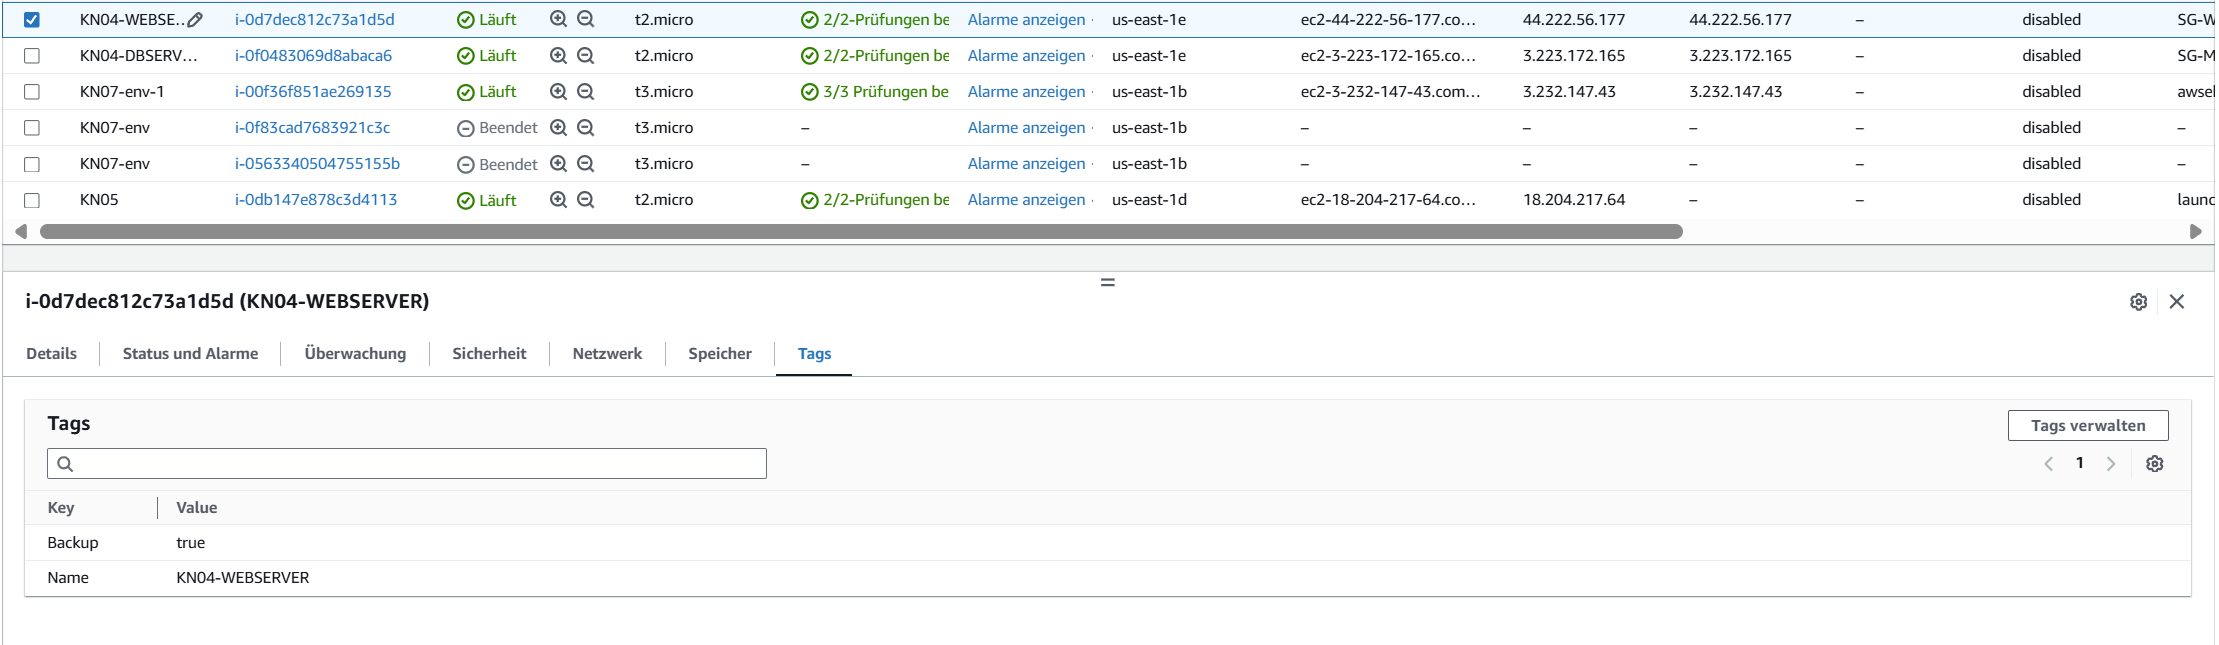 KN04-WEBSE... i-0d7dec812c73a1d5d Läuft t2.micro 2/2-Prüfungen be Alarme anzeigen us-east-1e ec2-44-222-56-177.co... 44.222.56.177 44.222.56.177 – disabled SG-W
KN04-DBSERV... i-0f0483069d8abaca6 Läuft t2.micro 2/2-Prüfungen be Alarme anzeigen us-east-1e ec2-3-223-172-165.co... 3.223.172.165 3.223.172.165 – disabled SG-M
KN07-env-1 i-00f36f851ae269135 Läuft t3.micro 3/3 Prüfungen be Alarme anzeigen us-east-1b ec2-3-232-147-43.com... 3.232.147.43 3.232.147.43 – disabled awsel
KN07-env i-0f83cad7683921c3c Beendet t3.micro – Alarme anzeigen us-east-1b – – – – disabled –
KN07-env i-0563340504755155b Beendet t3.micro – Alarme anzeigen us-east-1b – – – – disabled –
KN05 i-0db147e878c3d4113 Läuft t2.micro 2/2-Prüfungen be Alarme anzeigen us-east-1d ec2-18-204-217-64.co... 18.204.217.64 – – disabled launc
i-0d7dec812c73a1d5d (KN04-WEBSERVER)
Details Status und Alarme Überwachung Sicherheit Netzwerk Speicher Tags
Tags
Tags verwalten
1
Key Value
Backup true
Name KN04-WEBSERVER